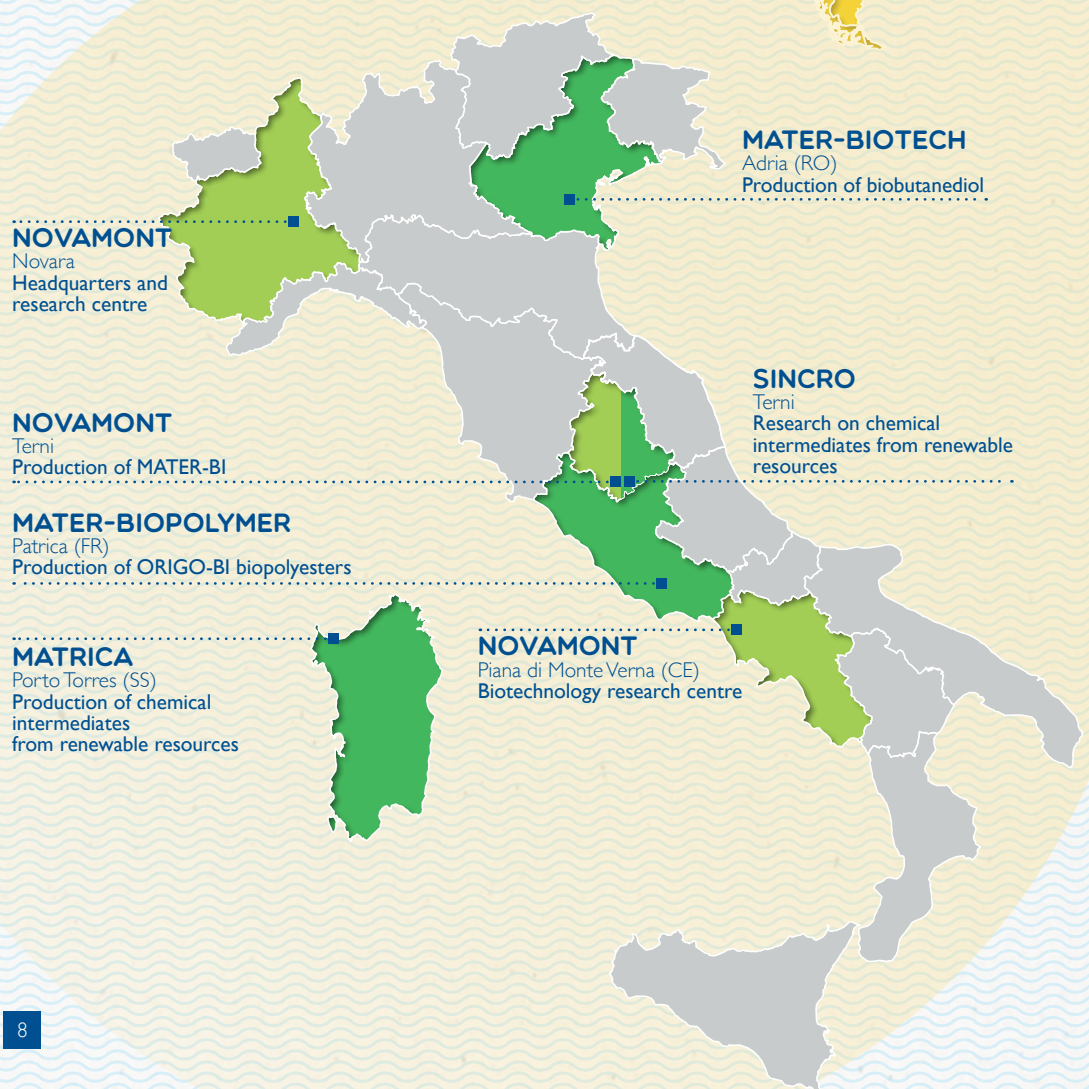 MATER-BIOTECH
Adria (RO)
Production of biobutanediol
NOVAMONT
Novara
Headquarters and
research centre
SINCRO
Terni
Research on chemical
intermediates from renewable
resources
NOVAMONT
Terni
Production of MATER-BI
MATER-BIOPOLYMER
Patrica (FR)
Production of ORIGO-BI biopolyesters
MATRICA
Porto Torres (SS)
Production of chemical
intermediates
from renewable resources
NOVAMONT
Piana di Monte Verna (CE)
Biotechnology research centre
8